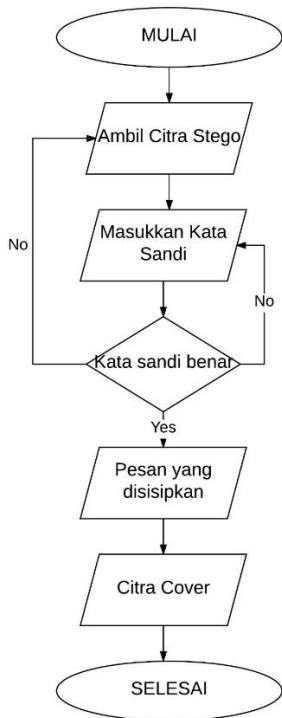 MULAI
Ambil Citra Stego
Masukkan Kata
Sandi
No
No
Kata sandi benar
Yes
Pesan yang
disisipkan
Citra Cover
SELESAI